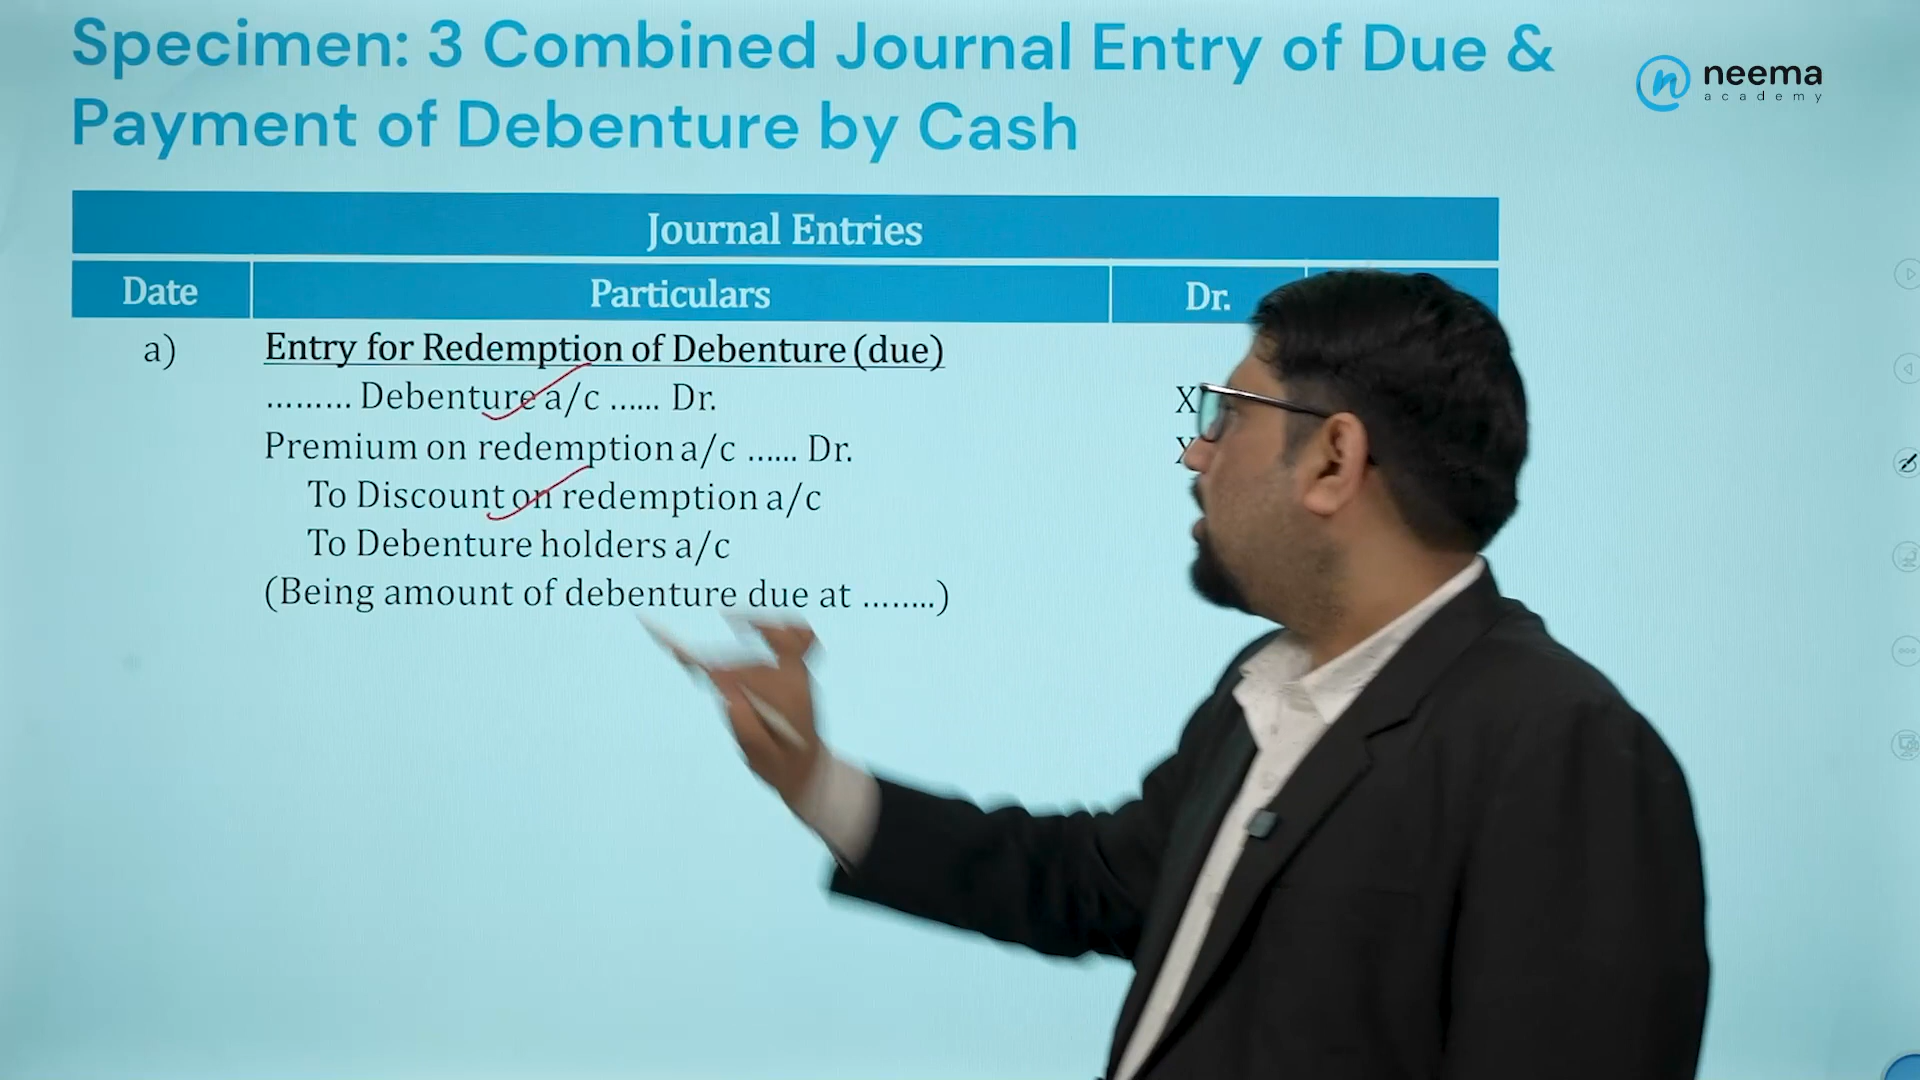 Specimen: 3 Combined Journal Entry of Due &
Payment of Debenture by Cash
neema
academy
Journal Entries
Date Particulars Dr.
a) Entry for Redemption of Debenture (due)
......... Debenture a/c ...... Dr. X
Premium on redemption a/c ...... Dr. X
To Discount on redemption a/c
To Debenture holders a/c
(Being amount of debenture due at ........)